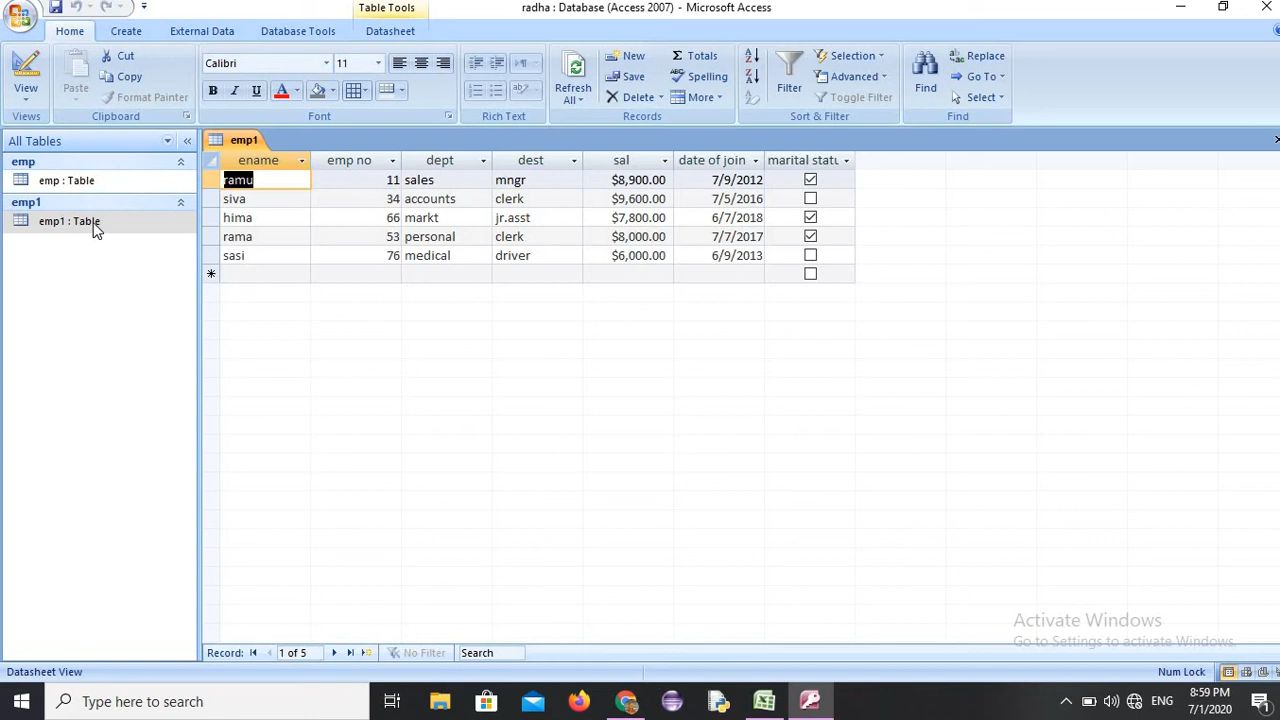 Table Tools
radha : Database (Access 2007) - Microsoft Access
Home Create External Data Database Tools Datasheet
View
Views
Paste
Cut
Copy
Format Painter
Clipboard
Calibri 11
B I U A
Font
Rich Text
Refresh
All
New
Save
Delete
Totals
Spelling
More
Records
Filter
Selection
Advanced
Toggle Filter
Sort & Filter
Find
Replace
Go To
Select
Find
All Tables
emp
emp : Table
emp1
emp1 : Table
emp1
ename emp no dept dest sal date of join marital statu
ramu 11 sales mngr $8,900.00 7/9/2012
siva 34 accounts clerk $9,600.00 7/5/2016
hima 66 markt jr.asst $7,800.00 6/7/2018
rama 53 personal clerk $8,000.00 7/7/2017
sasi 76 medical driver $6,000.00 6/9/2013
Activate Windows
Go to Settings to activate Windows.
Record: 1 of 5 No Filter Search
Datasheet View
Num Lock
Type here to search
ENG
8:59 PM
7/1/2020
1